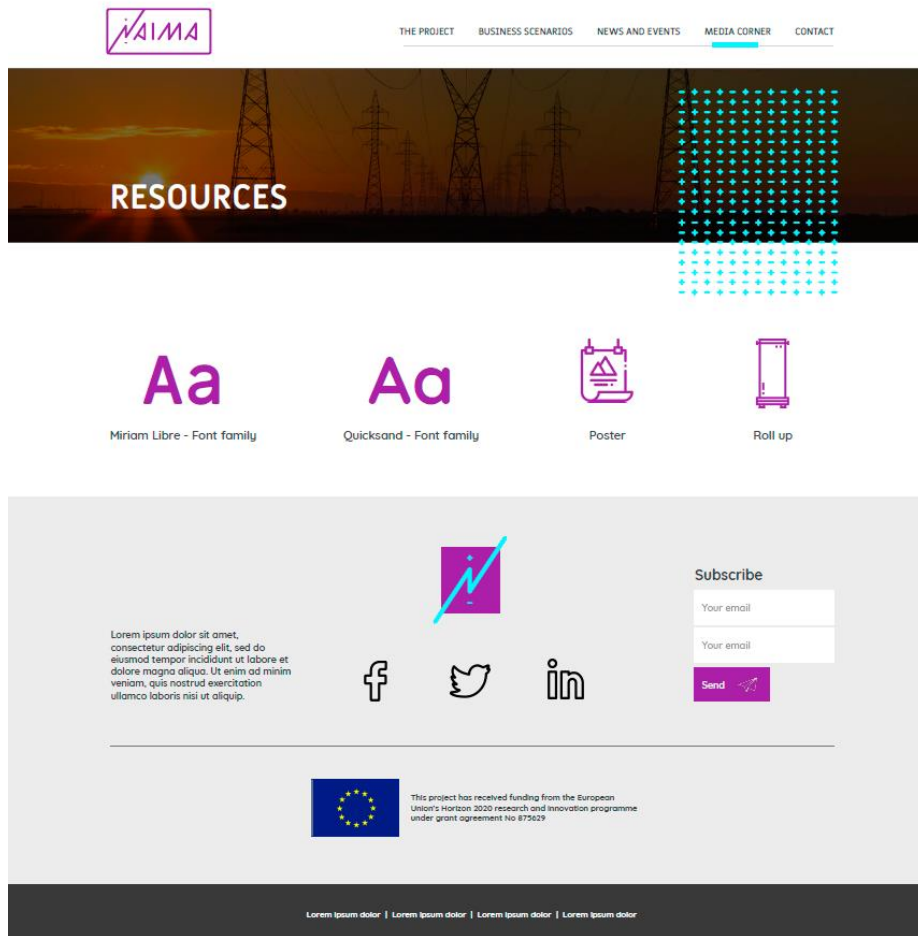 NAIMA
THE PROJECT BUSINESS SCENARIOS NEWS AND EVENTS MEDIA CORNER CONTACT
RESOURCES
Aa Aa
Miriam Libre - Font family Quicksand - Font family Poster Roll up
N
Subscribe
Your email
Your email
Send
Lorem ipsum dolor sit amet,
consectetur adipiscing elit, sed do
eiusmod tempor incididunt ut labore et
dolore magna aliqua. Ut enim ad minim
veniam, quis nostrud exercitation
ullamco laboris nisi ut aliquip.
f in
This project has received funding from the European
Union's Horizon 2020 research and innovation programme
under grant agreement No 875629
Lorem ipsum dolor | Lorem ipsum dolor | Lorem ipsum dolor | Lorem ipsum dolor